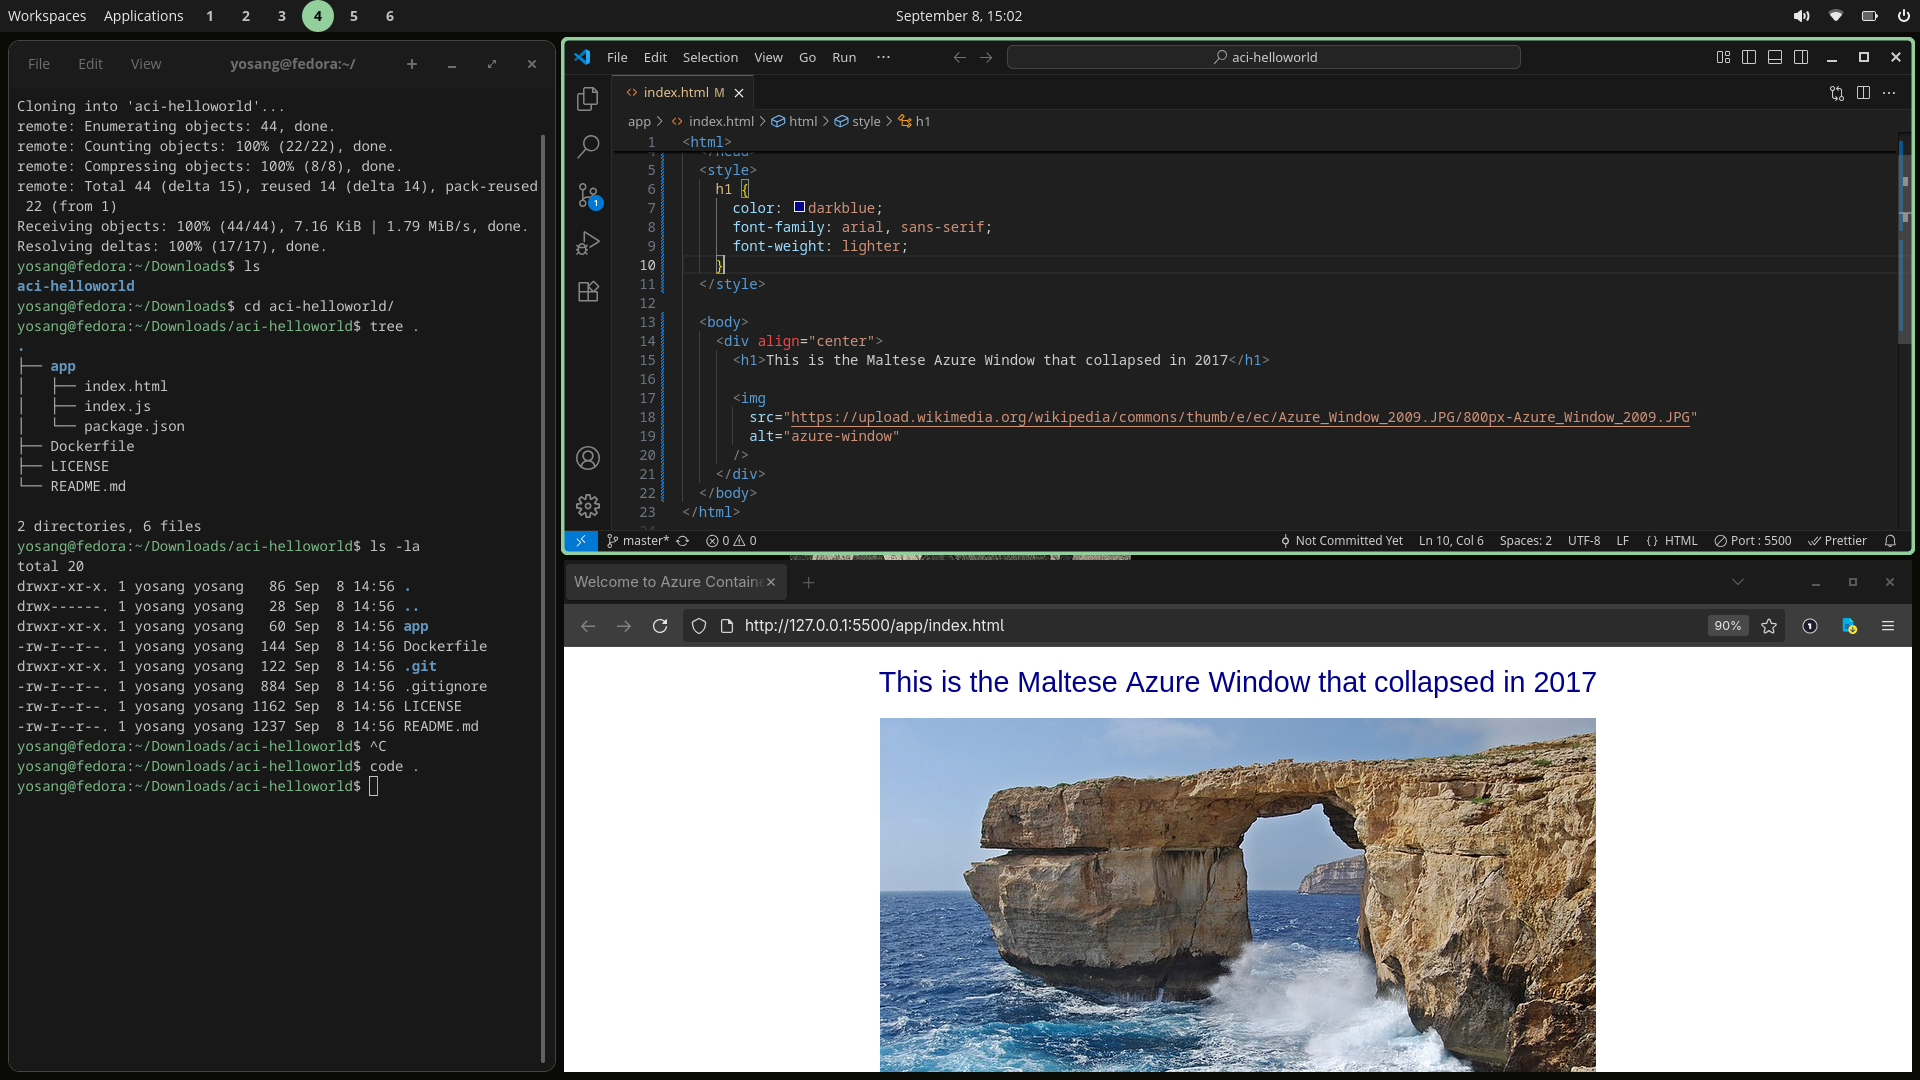 Workspaces Applications 1 2 3 4 5 6
September 8, 15:02
File Edit View yosang@fedora:~/
Cloning into 'aci-helloworld'...
remote: Enumerating objects: 44, done.
remote: Counting objects: 100% (22/22), done.
remote: Compressing objects: 100% (8/8), done.
remote: Total 44 (delta 15), reused 14 (delta 14), pack-reused
22 (from 1)
Receiving objects: 100% (44/44), 7.16 KiB | 1.79 MiB/s, done.
Resolving deltas: 100% (17/17), done.
yosang@fedora:~/Downloads$ ls
aci-helloworld
yosang@fedora:~/Downloads$ cd aci-helloworld/
yosang@fedora:~/Downloads/aci-helloworld$ tree .
.
├── app
│   ├── index.html
│   ├── index.js
│   └── package.json
├── Dockerfile
├── LICENSE
└── README.md
2 directories, 6 files
yosang@fedora:~/Downloads/aci-helloworld$ ls -la
total 20
drwxr-xr-x. 1 yosang yosang   86 Sep  8 14:56 .
drwx------. 1 yosang yosang   28 Sep  8 14:56 ..
drwxr-xr-x. 1 yosang yosang   60 Sep  8 14:56 app
-rw-r--r--. 1 yosang yosang  144 Sep  8 14:56 Dockerfile
drwxr-xr-x. 1 yosang yosang  122 Sep  8 14:56 .git
-rw-r--r--. 1 yosang yosang  884 Sep  8 14:56 .gitignore
-rw-r--r--. 1 yosang yosang 1162 Sep  8 14:56 LICENSE
-rw-r--r--. 1 yosang yosang 1237 Sep  8 14:56 README.md
yosang@fedora:~/Downloads/aci-helloworld$ ^C
yosang@fedora:~/Downloads/aci-helloworld$ code .
yosang@fedora:~/Downloads/aci-helloworld$
File Edit Selection View Go Run ··· aci-helloworld
index.html M
app > index.html > html > style > h1
1 <html>
4 </head>
5 <style>
6 h1 {
7 color: darkblue;
8 font-family: arial, sans-serif;
9 font-weight: lighter;
10 }
11 </style>
12
13 <body>
14 <div align="center">
15 <h1>This is the Maltese Azure Window that collapsed in 2017</h1>
16
17 <img
18 src="https://upload.wikimedia.org/wikipedia/commons/thumb/e/ec/Azure_Window_2009.JPG/800px-Azure_Window_2009.JPG"
19 alt="azure-window"
20 />
21 </div>
22 </body>
23 </html>
1
master* 0 0 Not Committed Yet Ln 10, Col 6 Spaces: 2 UTF-8 LF {} HTML Port : 5500 Prettier
Welcome to Azure Containe
http://127.0.0.1:5500/app/index.html 90%
This is the Maltese Azure Window that collapsed in 2017